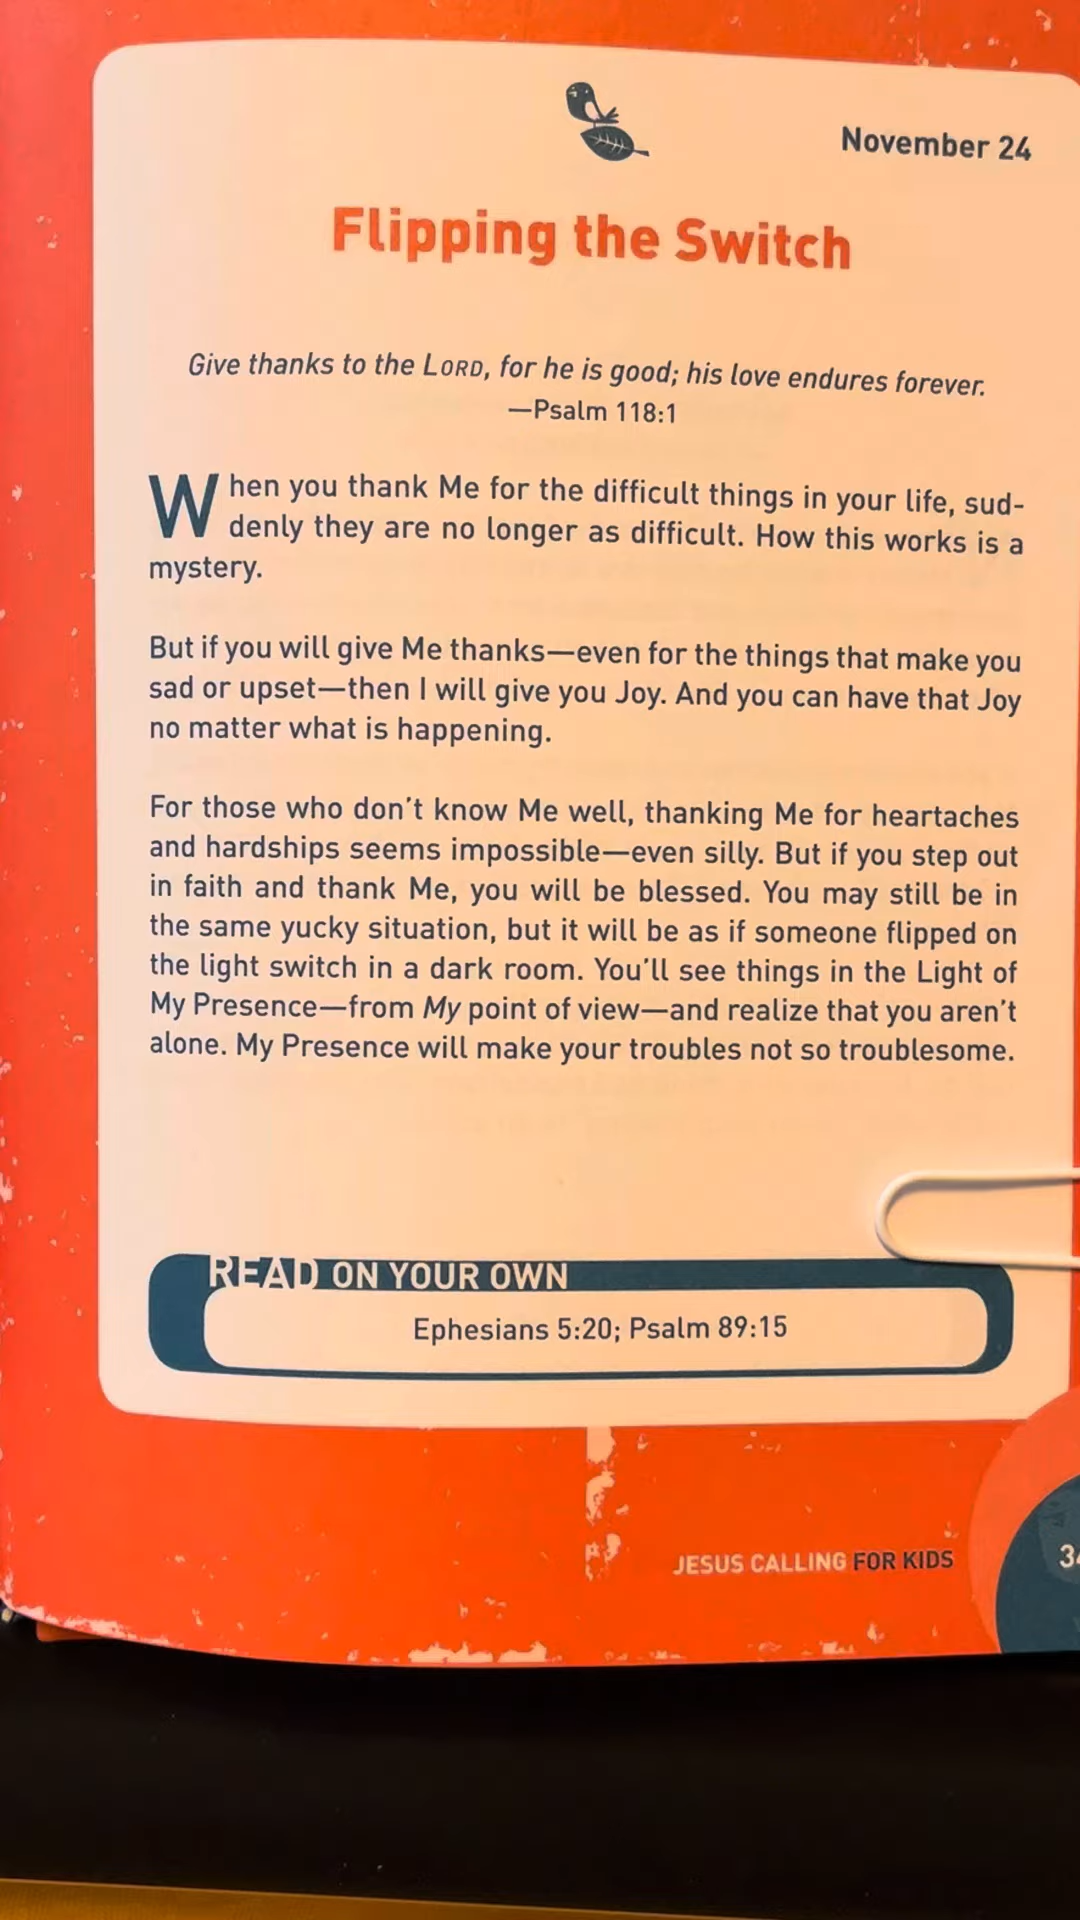 November 24
Flipping the Switch
Give thanks to the LORD, for he is good; his love endures forever.
—Psalm 118:1
When you thank Me for the difficult things in your life, sud-
denly they are no longer as difficult. How this works is a
mystery.
But if you will give Me thanks—even for the things that make you
sad or upset—then I will give you Joy. And you can have that Joy
no matter what is happening.
For those who don't know Me well, thanking Me for heartaches
and hardships seems impossible—even silly. But if you step out
in faith and thank Me, you will be blessed. You may still be in
the same yucky situation, but it will be as if someone flipped on
the light switch in a dark room. You'll see things in the Light of
My Presence—from My point of view—and realize that you aren't
alone. My Presence will make your troubles not so troublesome.
READ ON YOUR OWN
Ephesians 5:20; Psalm 89:15
JESUS CALLING FOR KIDS